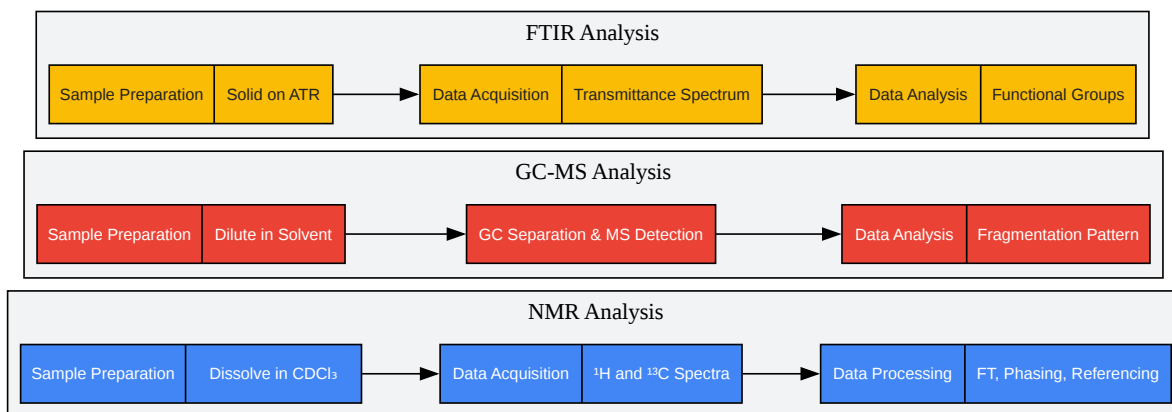 FTIR Analysis
Sample Preparation Solid on ATR Data Acquisition Transmittance Spectrum Data Analysis Functional Groups
GC-MS Analysis
Sample Preparation Dilute in Solvent GC Separation & MS Detection Data Analysis Fragmentation Pattern
NMR Analysis
Sample Preparation Dissolve in CDCl₃ Data Acquisition ¹H and ¹³C Spectra Data Processing FT, Phasing, Referencing